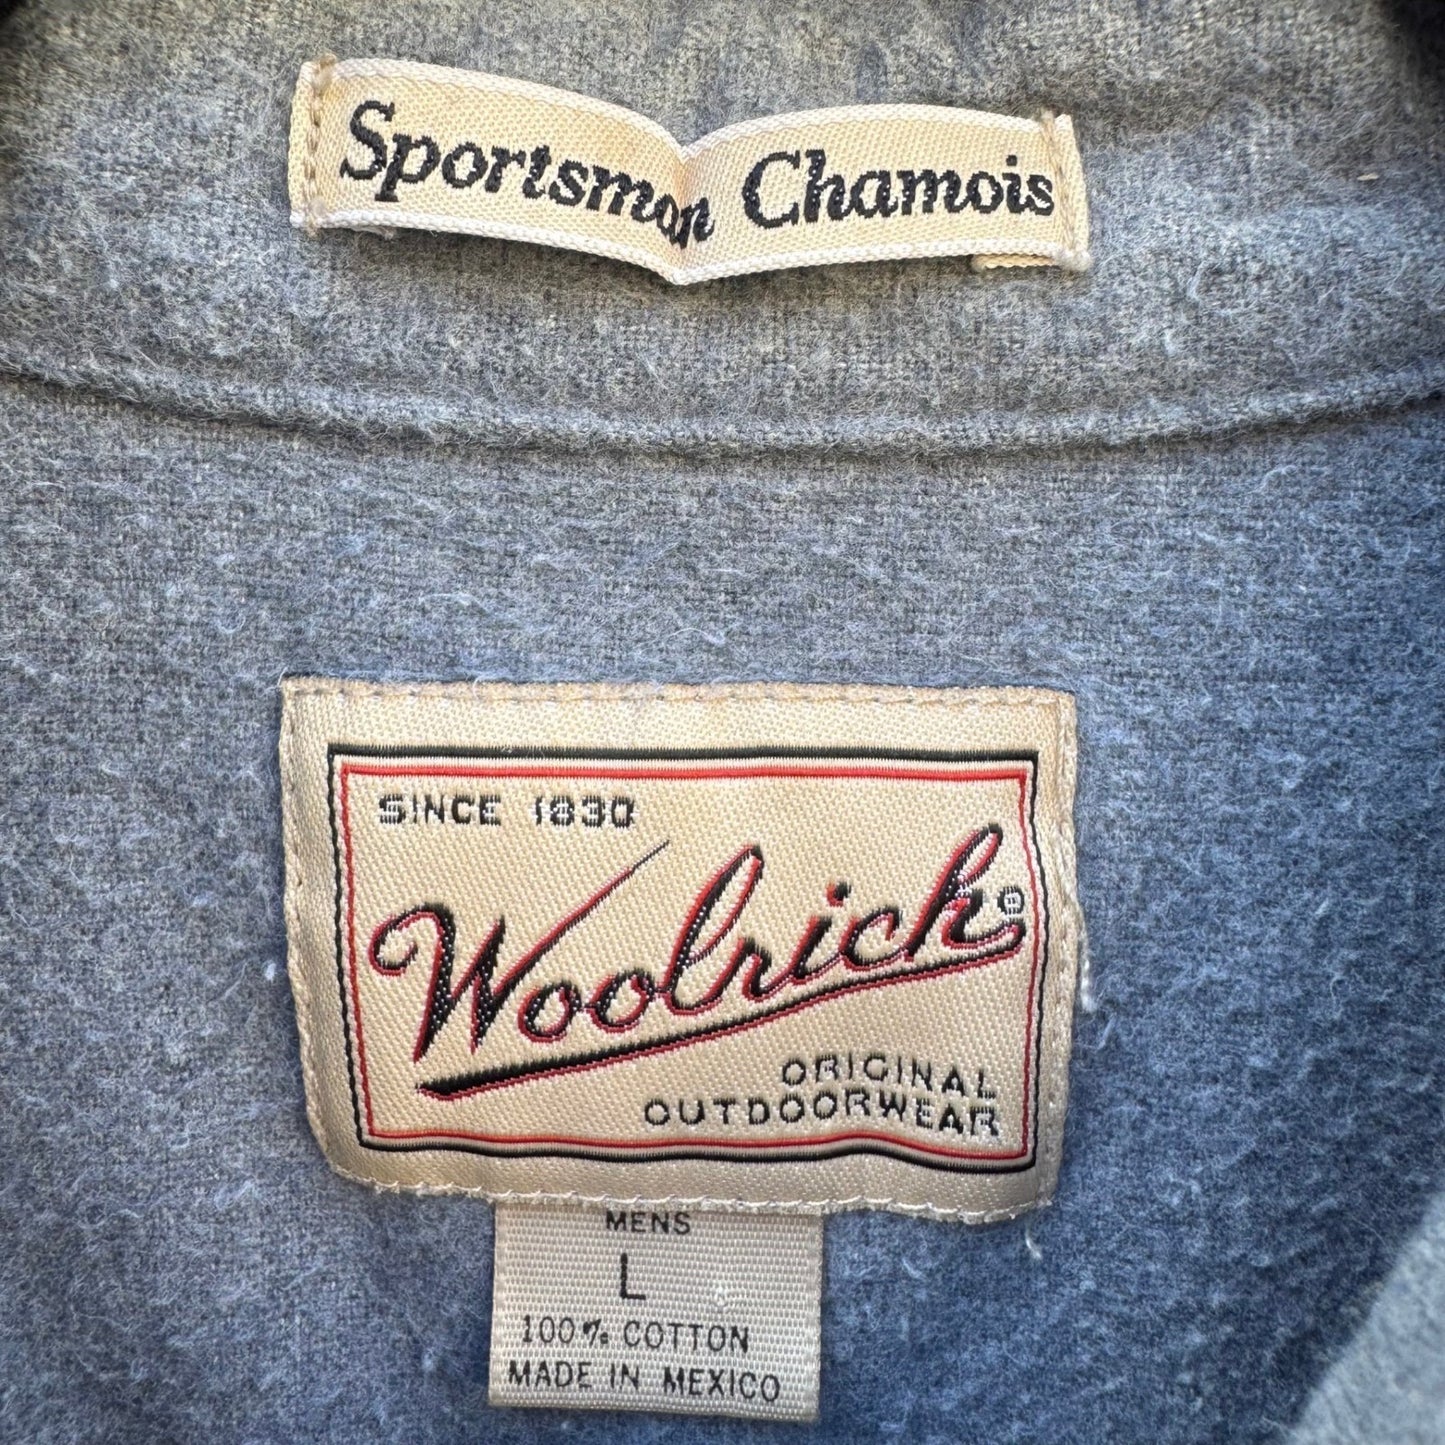 Sportsman Chamois
SINCE 1830
Woolrich®
ORIGINAL
OUTDOORWEAR
MENS
L
100% COTTON
MADE IN MEXICO